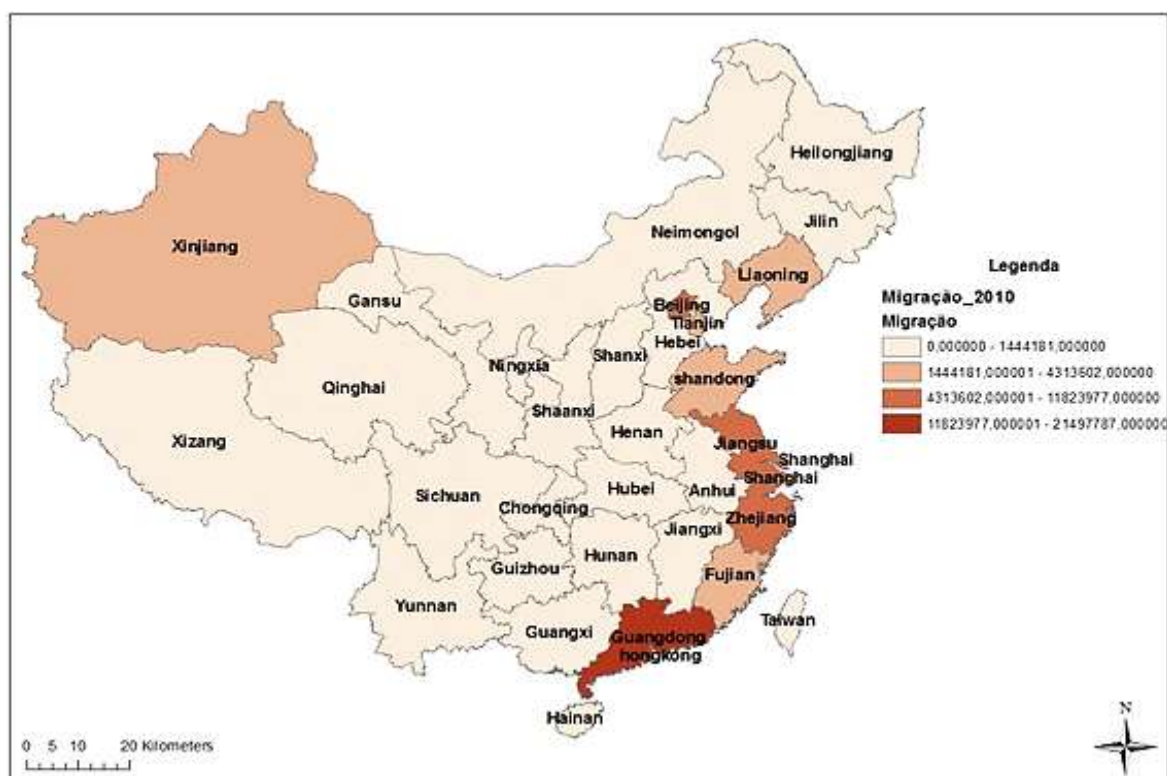 Heilongjiang
Jilin
Neimongol
Xinjiang
Liaoning
Gansu
Beijing
Tianjin
Hebei
Shanxi
Ningxia
Qinghai
shandong
Shaanxi
Henan
Xizang
Jiangsu
Shanghai
Shanghai
Sichuan
Hubei
Anhui
Chongqing
Zhejiang
Jiangxi
Hunan
Guizhou
Fujian
Yunnan
Taiwan
Guangxi
Guangdong
hongkong
Hainan
Legenda
Migração_2010
Migração
0,000000 - 1444181,000000
1444181,000001 - 4313602,000000
4313602,000001 - 11823977,000000
11823977,000001 - 21497787,000000
0 5 10 20 Kilometers
N